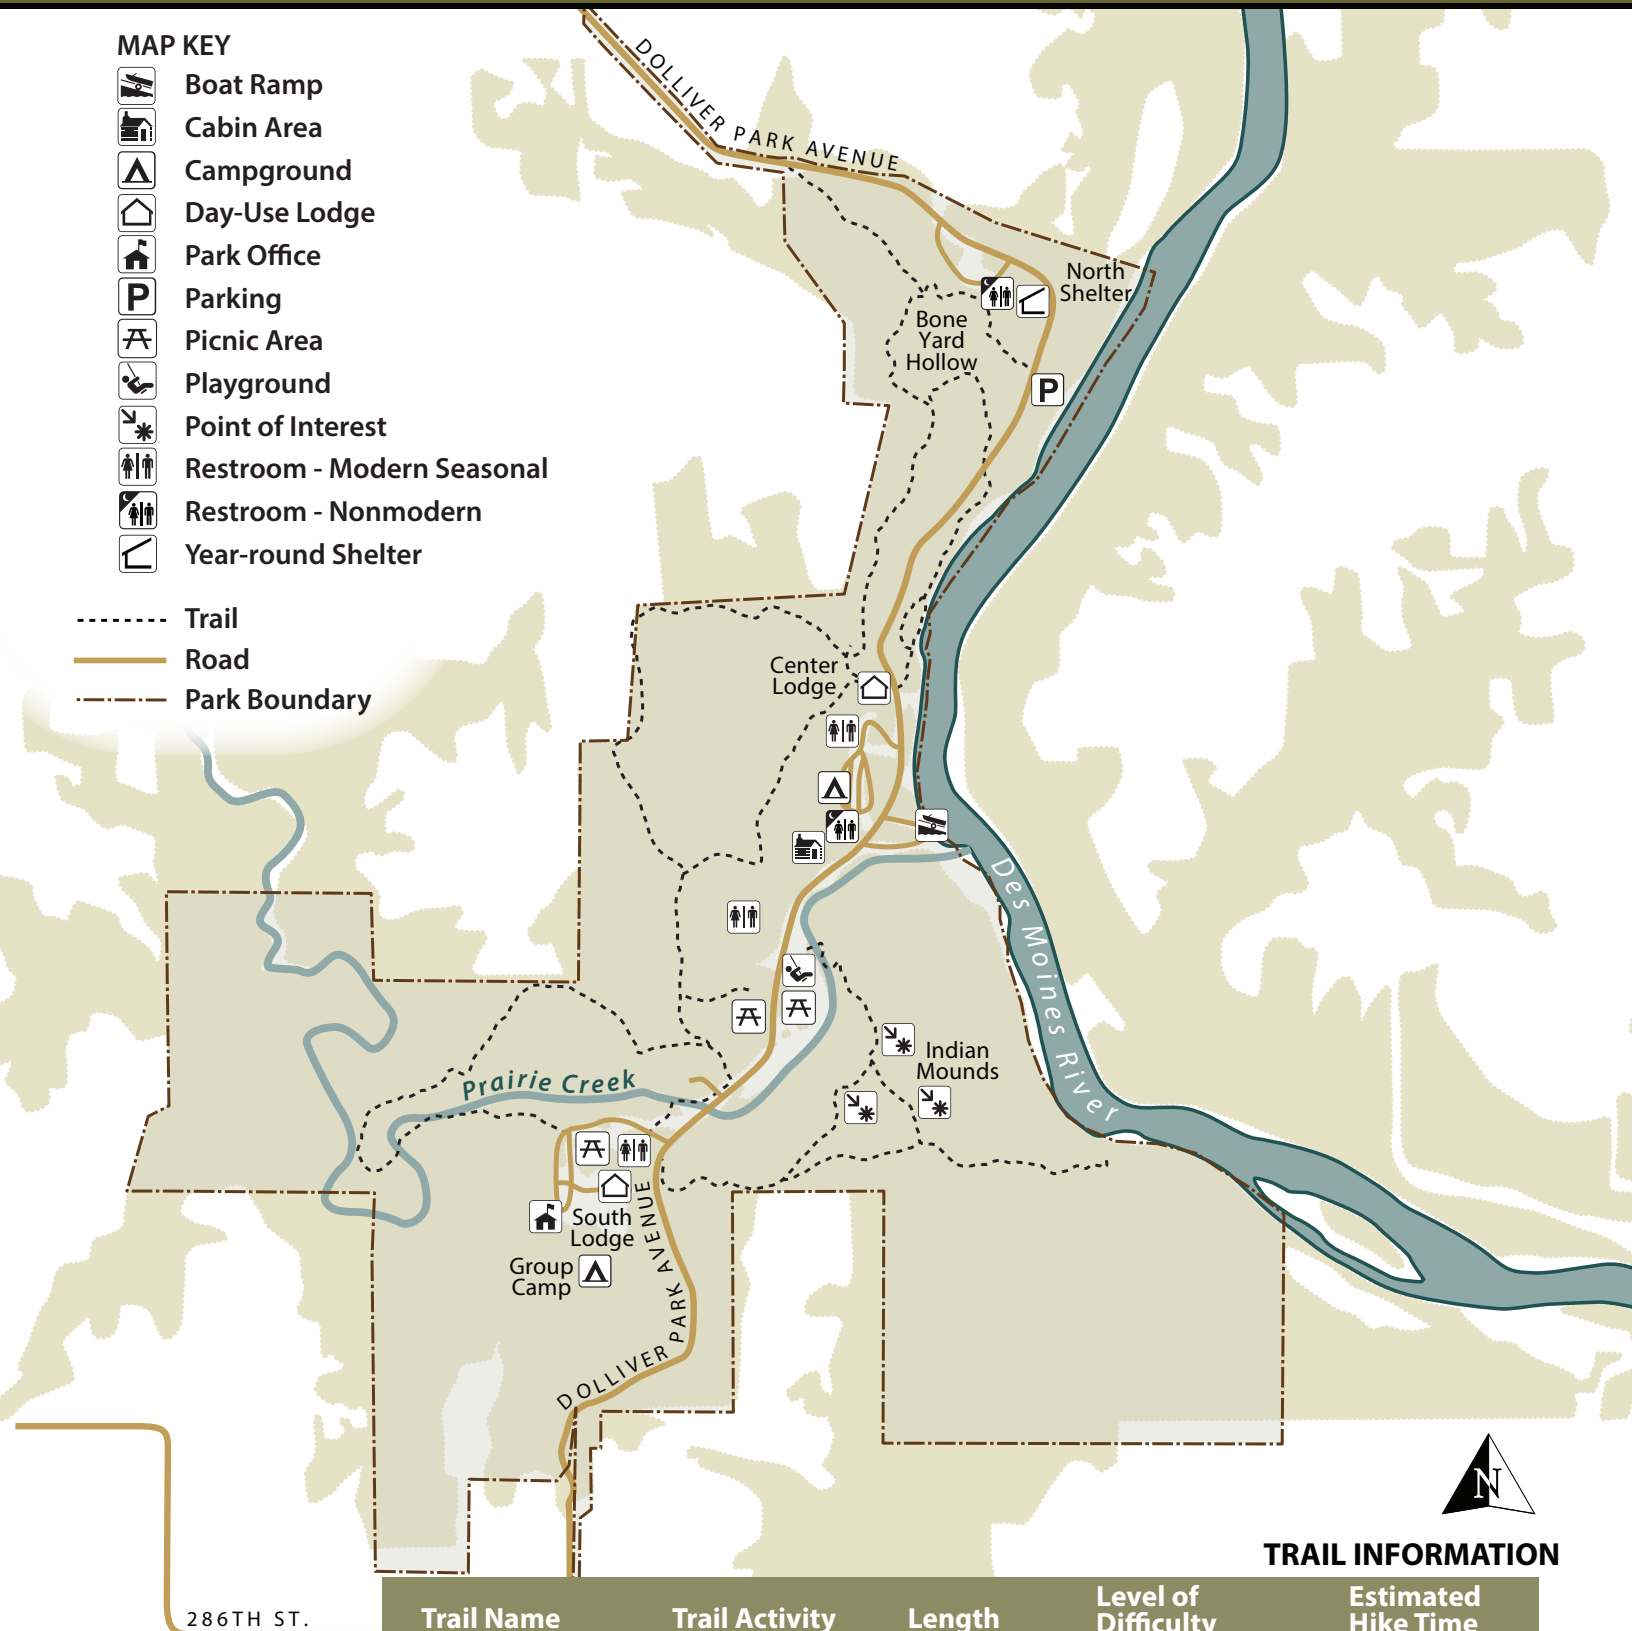 MAP KEY
Boat Ramp
Cabin Area
Campground
Day-Use Lodge
Park Office
P
Parking
Picnic Area
Playground
Point of Interest
Restroom - Modern Seasonal
Restroom - Nonmodern
Year-round Shelter
Trail
Road
Park Boundary
DOLLIVER PARK AVENUE
North
Shelter
Bone
Yard
Hollow
P
Center
Lodge
Des Moines River
Indian
Mounds
Prairie Creek
South
Lodge
Group
Camp
DOLLIVER PARK AVENUE
N
TRAIL INFORMATION
286TH ST.
Trail Name
Trail Activity
Length
Level of
Difficulty
Estimated
Hike Time